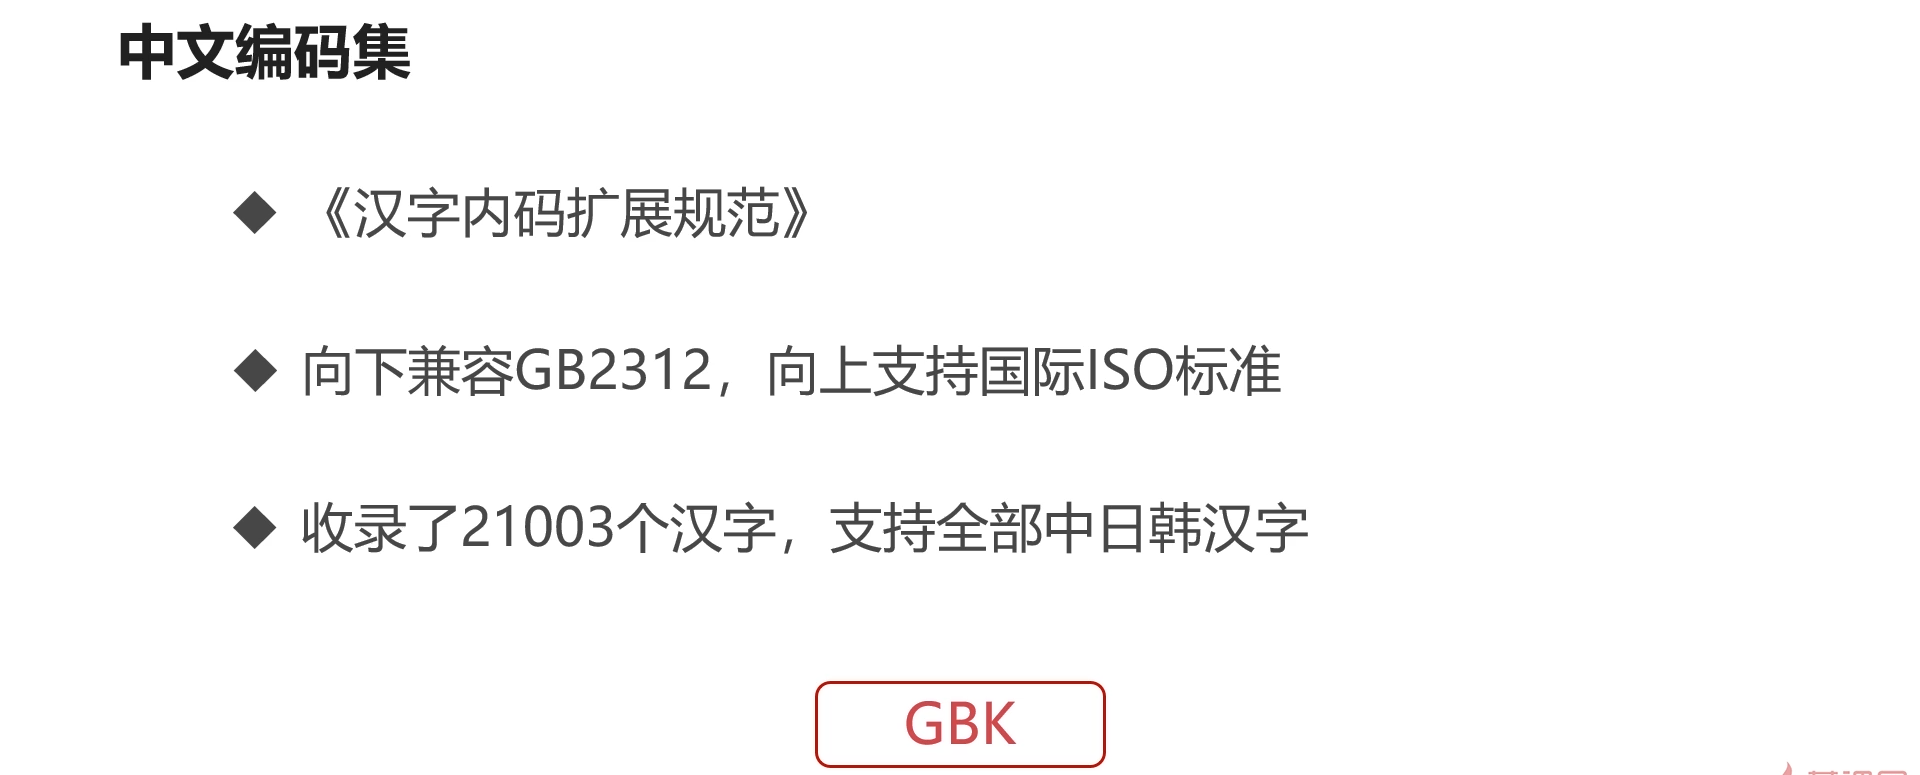 中文编码集
《汉字内码扩展规范》
向下兼容GB2312，向上支持国际ISO标准
收录了21003个汉字，支持全部中日韩汉字
GBK